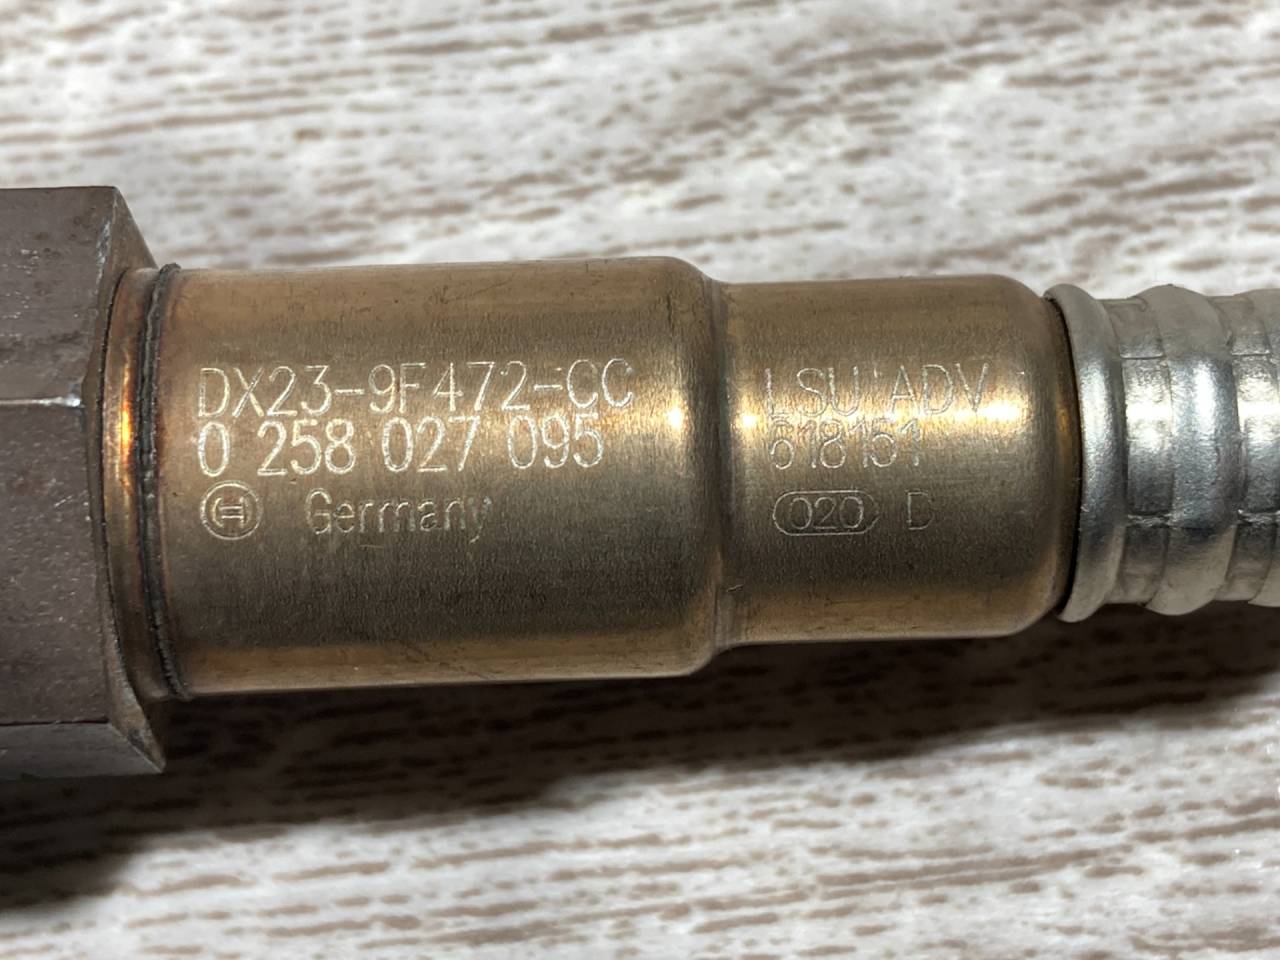 DX23-9F472-CC
0 258 027 095
Germany
LSU ADV
618151
020 D